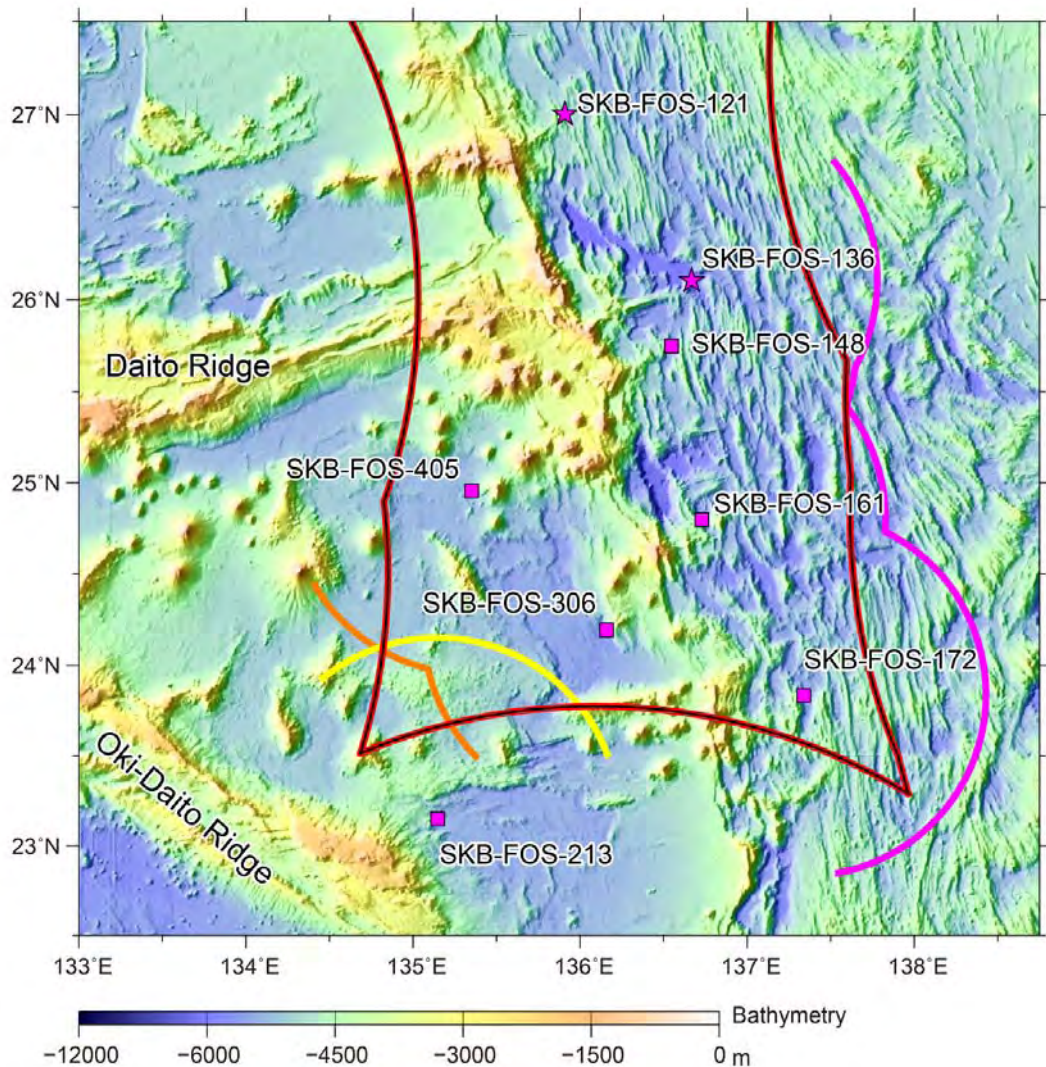 27°N
26°N
25°N
24°N
23°N
SKB-FOS-121
SKB-FOS-136
SKB-FOS-148
Daito Ridge
SKB-FOS-405
SKB-FOS-161
SKB-FOS-306
SKB-FOS-172
Oki-Daito Ridge
SKB-FOS-213
133°E 134°E 135°E 136°E 137°E 138°E
Bathymetry
−12000 −6000 −4500 −3000 −1500 0 m